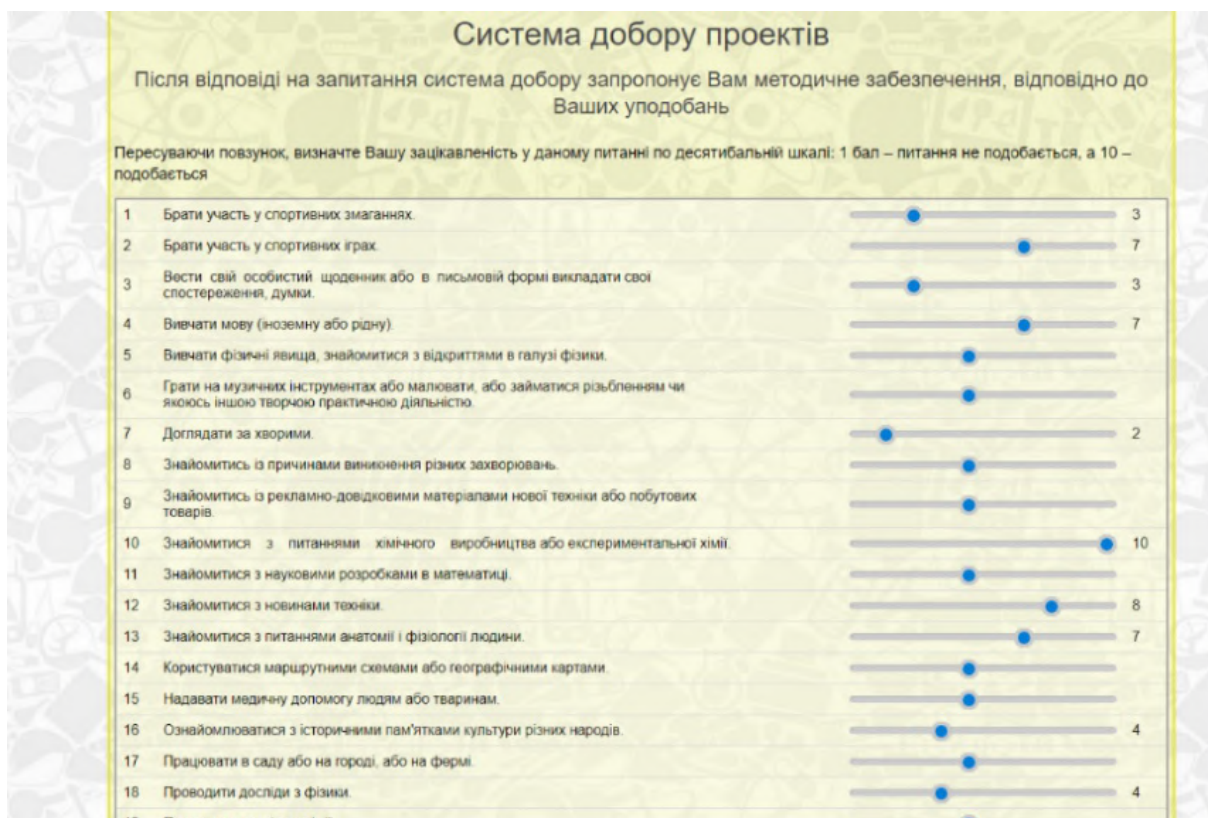 Система добору проектів
Після відповіді на запитання система добору запропонує Вам методичне забезпечення, відповідно до
Ваших уподобань
Пересуваючи повзунок, визначте Вашу зацікавленість у даному питанні по десятибальній шкалі: 1 бал – питання не подобається, а 10 –
подобається
1 Брати участь у спортивних змаганнях. 3
2 Брати участь у спортивних іграх. 7
3 Вести свій особистий щоденник або в письмовій формі викладати свої
спостереження, думки. 3
4 Вивчати мову (іноземну або рідну). 7
5 Вивчати фізичні явища, знайомитися з відкриттями в галузі фізики.
6 Грати на музичних інструментах або малювати, або займатися різьбленням чи
якоюсь іншою творчою практичною діяльністю.
7 Доглядати за хворими. 2
8 Знайомитись із причинами виникнення різних захворювань.
9 Знайомитись із рекламно-довідковими матеріалами нової техніки або побутових
товарів.
10 Знайомитися з питаннями хімічного виробництва або експериментальної хімії. 10
11 Знайомитися з науковими розробками в математиці.
12 Знайомитися з новинами техніки. 8
13 Знайомитися з питаннями анатомії і фізіології людини. 7
14 Користуватися маршрутними схемами або географічними картами.
15 Надавати медичну допомогу людям або тваринам.
16 Ознайомлюватися з історичними пам'ятками культури різних народів. 4
17 Працювати в саду або на городі, або на фермі.
18 Проводити досліди з фізики. 4